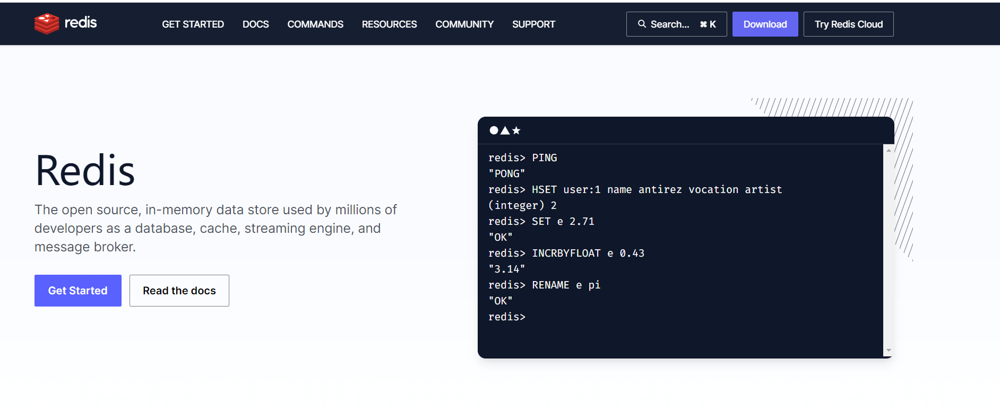 redis
GET STARTED DOCS COMMANDS RESOURCES COMMUNITY SUPPORT
Search... ⌘ K
Download
Try Redis Cloud
Redis
The open source, in-memory data store used by millions of
developers as a database, cache, streaming engine, and
message broker.
Get Started
Read the docs
redis> PING
"PONG"
redis> HSET user:1 name antirez vocation artist
(integer) 2
redis> SET e 2.71
"OK"
redis> INCRBYFLOAT e 0.43
"3.14"
redis> RENAME e pi
"OK"
redis>